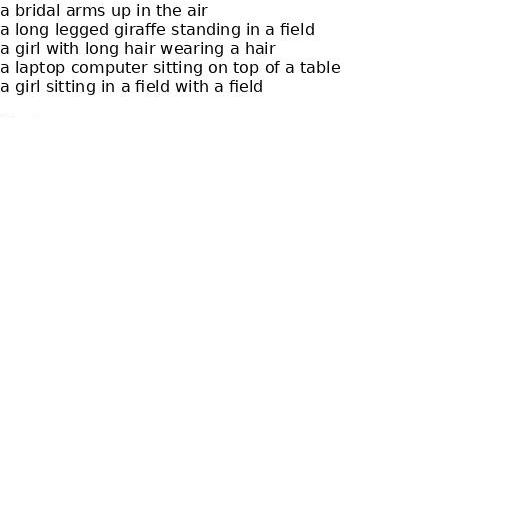 a bridal arms up in the air
a long legged giraffe standing in a field
a girl with long hair wearing a hair
a laptop computer sitting on top of a table
a girl sitting in a field with a field